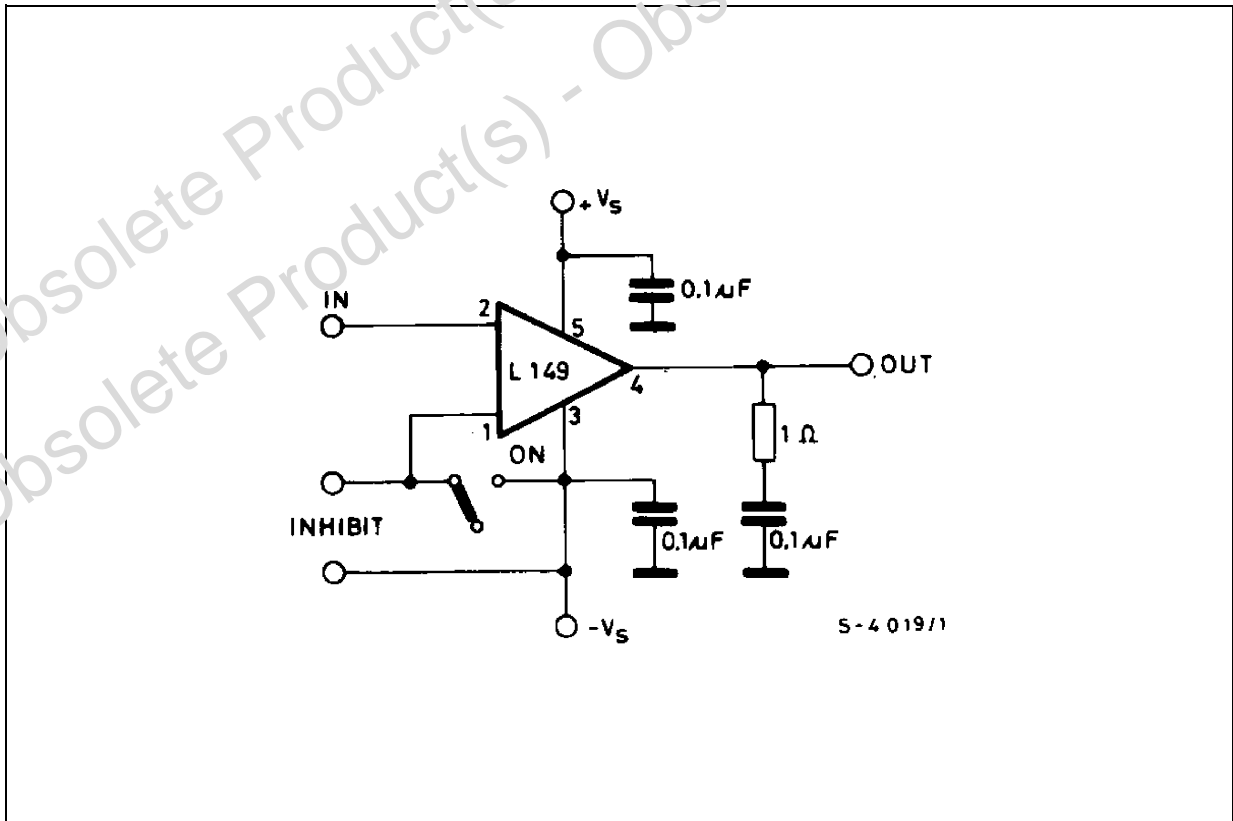 Obsolete Product(s
Obsolete Product(s) - Obs
+ Vs
0.1μF
IN
2
5
L 149
4
OUT
1
3
ON
1 Ω
INHIBIT
0.1μF
0.1μF
-Vs
S-4019/1